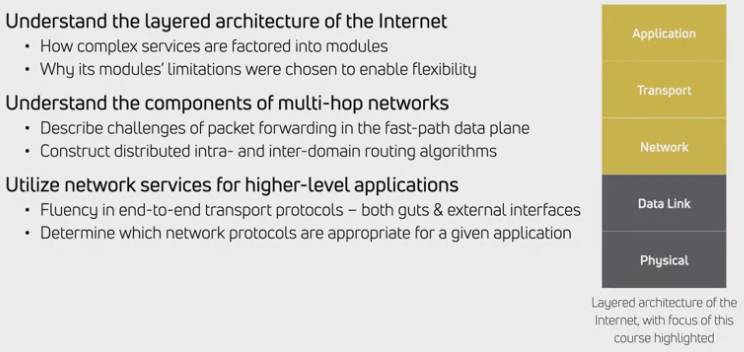 Understand the layered architecture of the Internet
• How complex services are factored into modules
• Why its modules' limitations were chosen to enable flexibility
Understand the components of multi-hop networks
• Describe challenges of packet forwarding in the fast-path data plane
• Construct distributed intra- and inter-domain routing algorithms
Utilize network services for higher-level applications
• Fluency in end-to-end transport protocols – both guts & external interfaces
• Determine which network protocols are appropriate for a given application
Application
Transport
Network
Data Link
Physical
Layered architecture of the
Internet, with focus of this
course highlighted